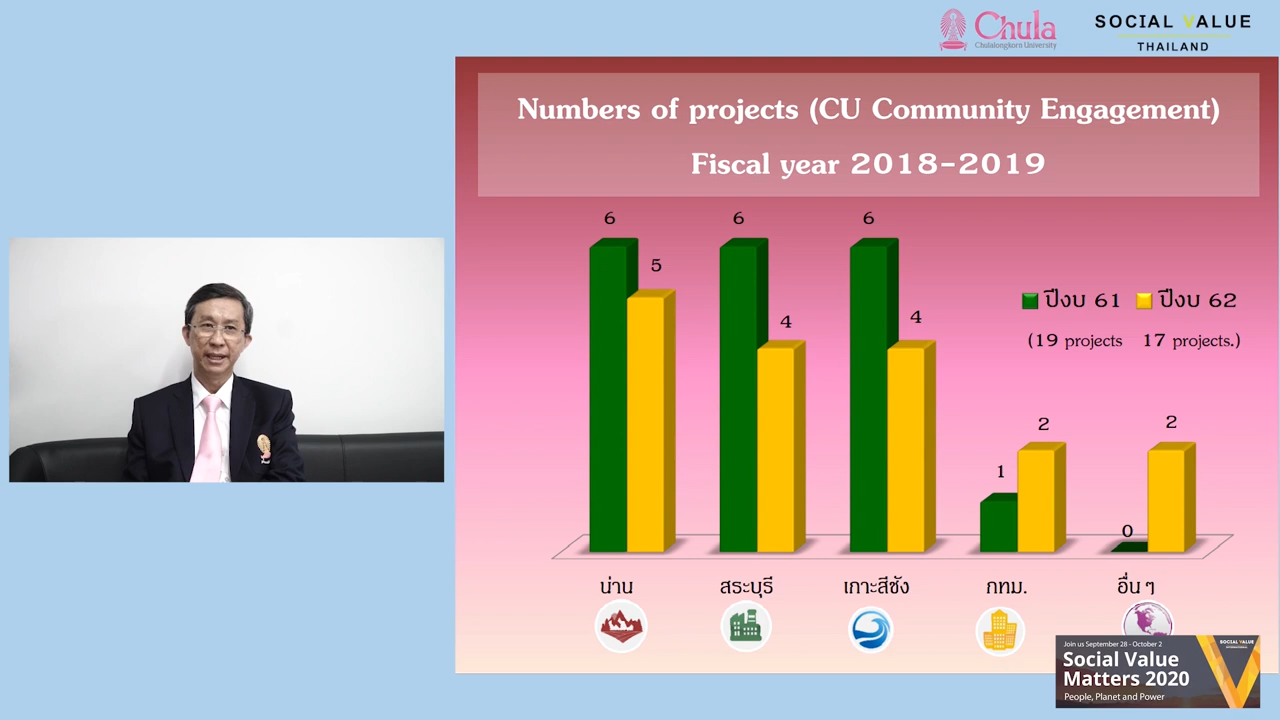 Chula
Chulalongkorn University
SOCIAL VALUE
THAILAND
Numbers of projects (CU Community Engagement)
Fiscal year 2018-2019
6
5
6
4
6
4
1
2
0
2
ปีงบ 61 ปีงบ 62
(19 projects 17 projects.)
น่าน สระบุรี เกาะสีชัง กทม. อื่น ๆ
Join us September 28 - October 2
Social Value
Matters 2020
People, Planet and Power
SOCIAL VALUE
INTERNATIONAL